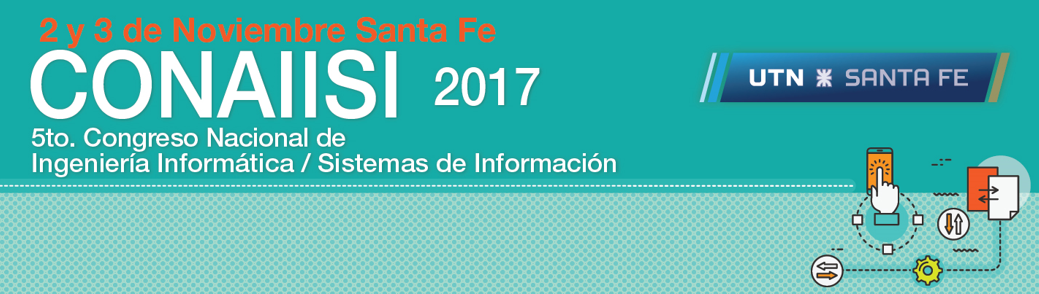 2 y 3 de Noviembre Santa Fe
CONAIISI 2017
5to. Congreso Nacional de
Ingeniería Informática / Sistemas de Información
UTN SANTA FE